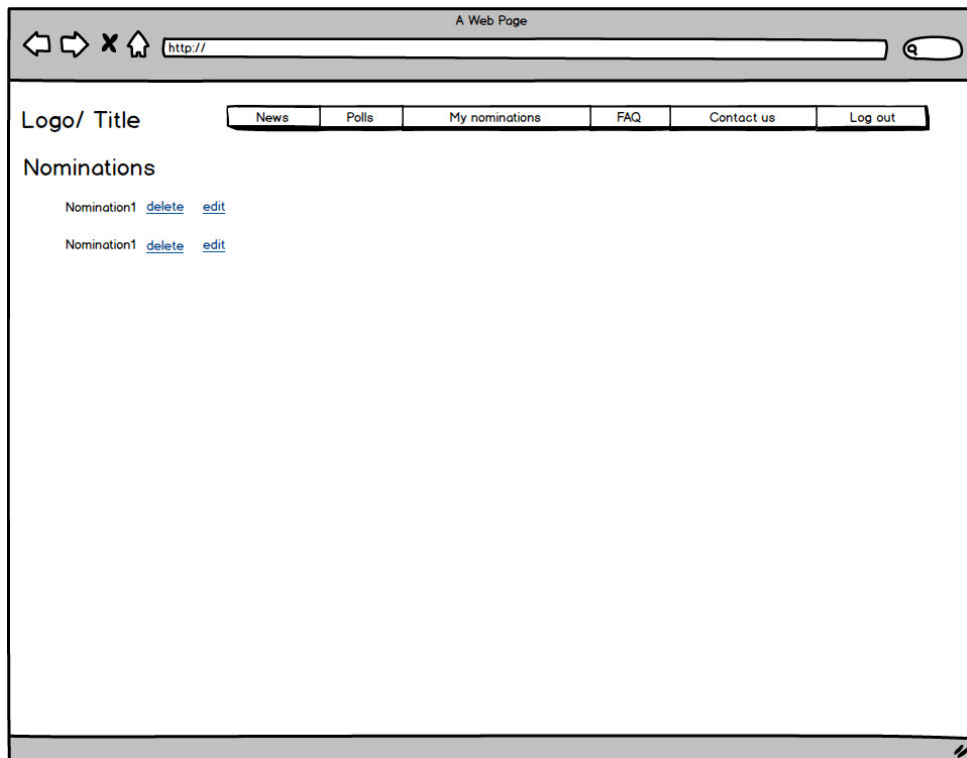 A Web Page
http://
Logo/ Title
News Polls My nominations FAQ Contact us Log out
Nominations
Nomination1 delete edit
Nomination1 delete edit